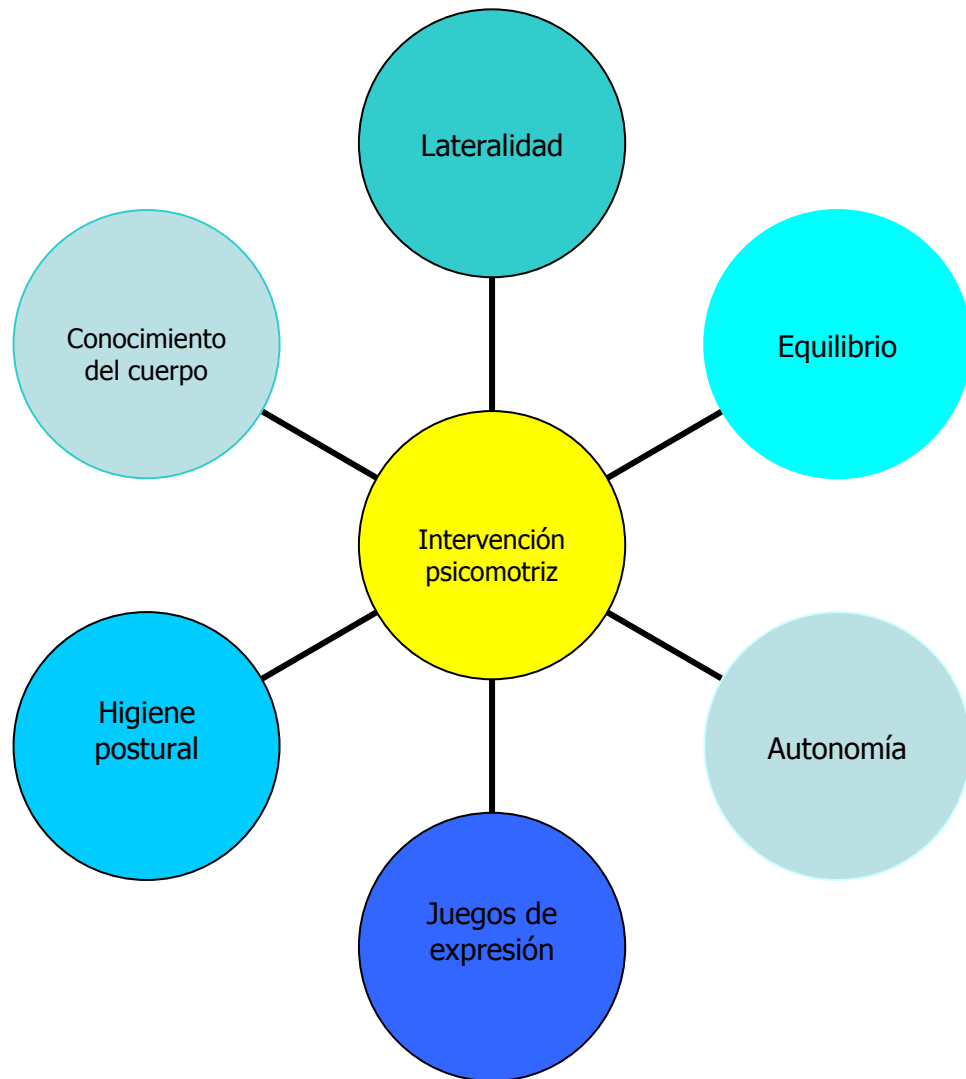 Lateralidad
Conocimiento
del cuerpo
Equilibrio
Intervención
psicomotriz
Higiene
postural
Autonomía
Juegos de
expresión